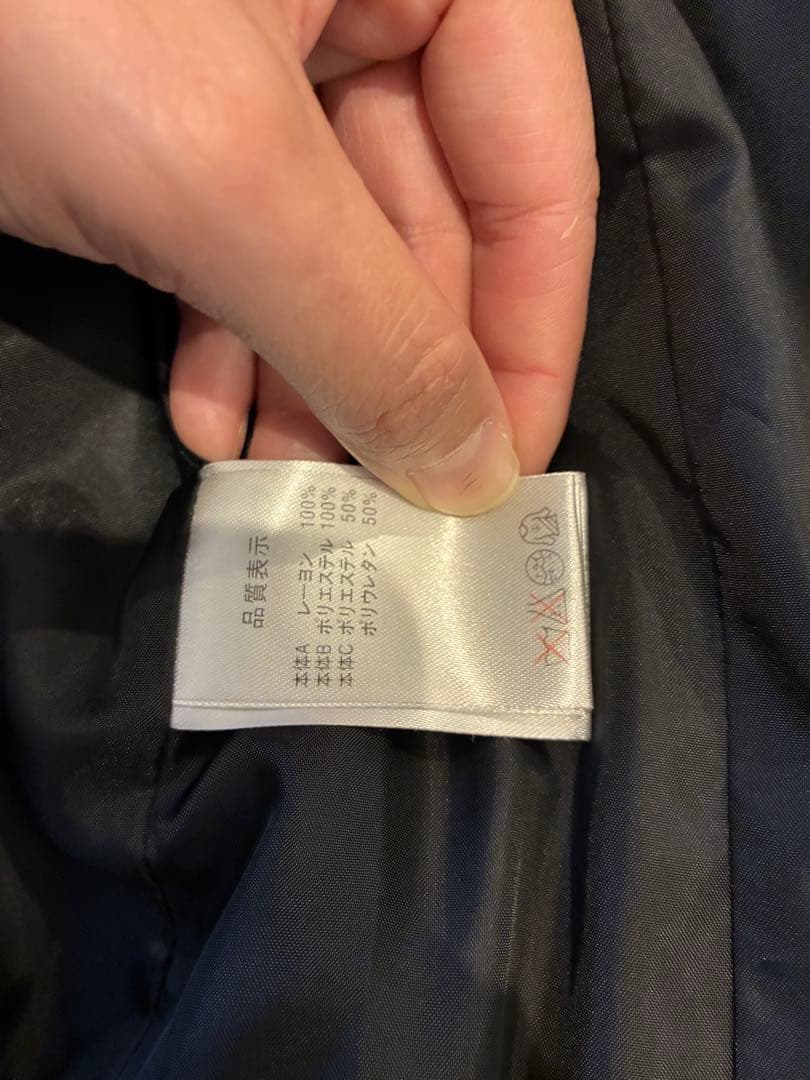 品質表示
本体A レーヨン 100%
本体B ポリエステル 100%
本体C ポリエステル 50%
ポリウレタン 50%